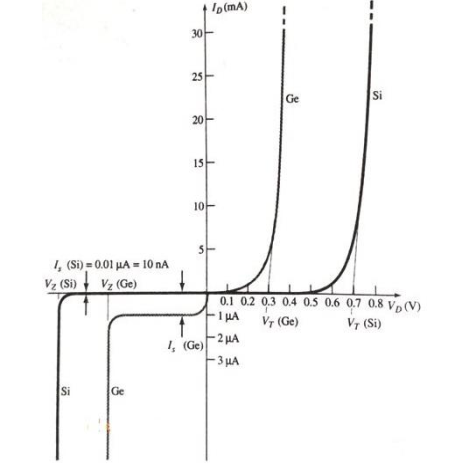 I_D (mA)
30
25
20
15
10
5
Ge
Si
I_s (Si) = 0.01 μA = 10 nA
V_Z (Si)
V_Z (Ge)
0.1 0.2 0.3 0.4 0.5 0.6 0.7 0.8
V_D (V)
V_T (Ge)
V_T (Si)
1 μA
2 μA
3 μA
I_s (Ge)
Si
Ge